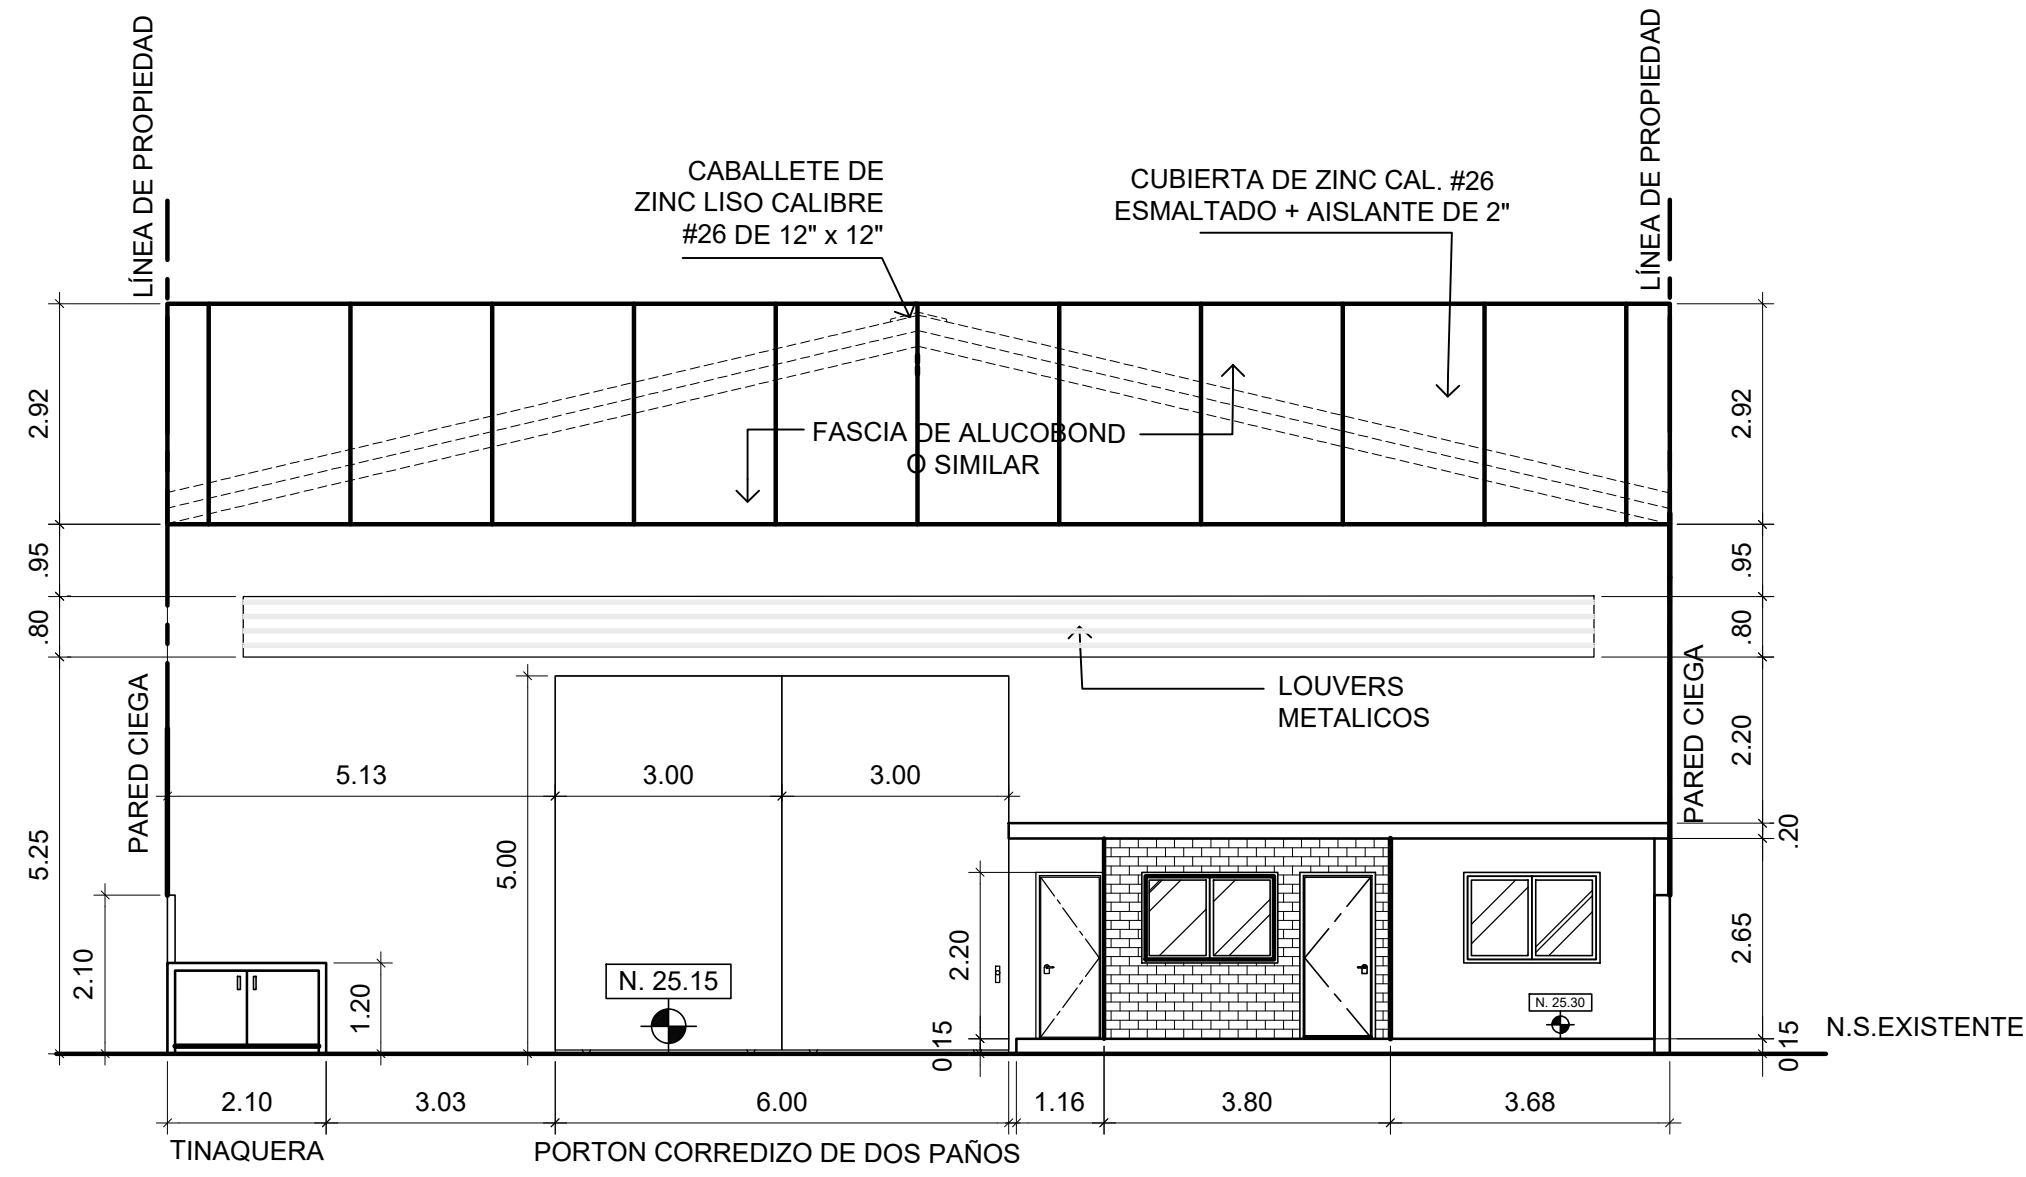 LÍNEA DE PROPIEDAD
LÍNEA DE PROPIEDAD
CABALLETE DE
ZINC LISO CALIBRE
#26 DE 12" x 12"
CUBIERTA DE ZINC CAL. #26
ESMALTADO + AISLANTE DE 2"
2.92
2.92
FASCIA DE ALUCOBOND
O SIMILAR
.95
.95
.80
.80
LOUVERS
METALICOS
PARED CIEGA
PARED CIEGA
5.13
3.00
3.00
2.20
5.25
5.00
.20
2.10
1.20
2.20
2.65
N. 25.15
N. 25.30
0.15
0.15
N.S.EXISTENTE
2.10
3.03
6.00
1.16
3.80
3.68
TINAQUERA
PORTON CORREDIZO DE DOS PAÑOS